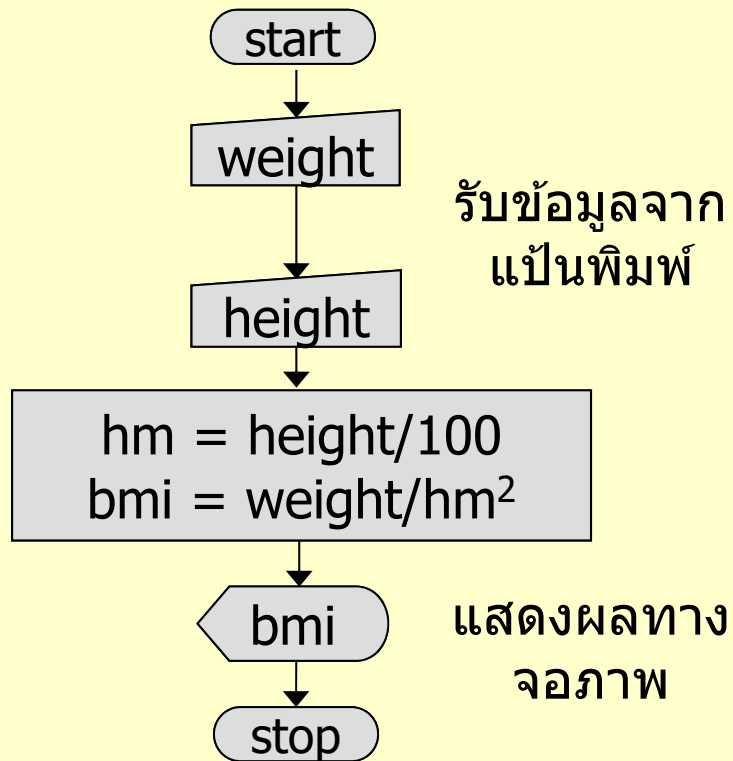 start
weight
รับข้อมูลจาก
แป้นพิมพ์
height
hm = height/100
bmi = weight/hm²
bmi
แสดงผลทาง
จอภาพ
stop